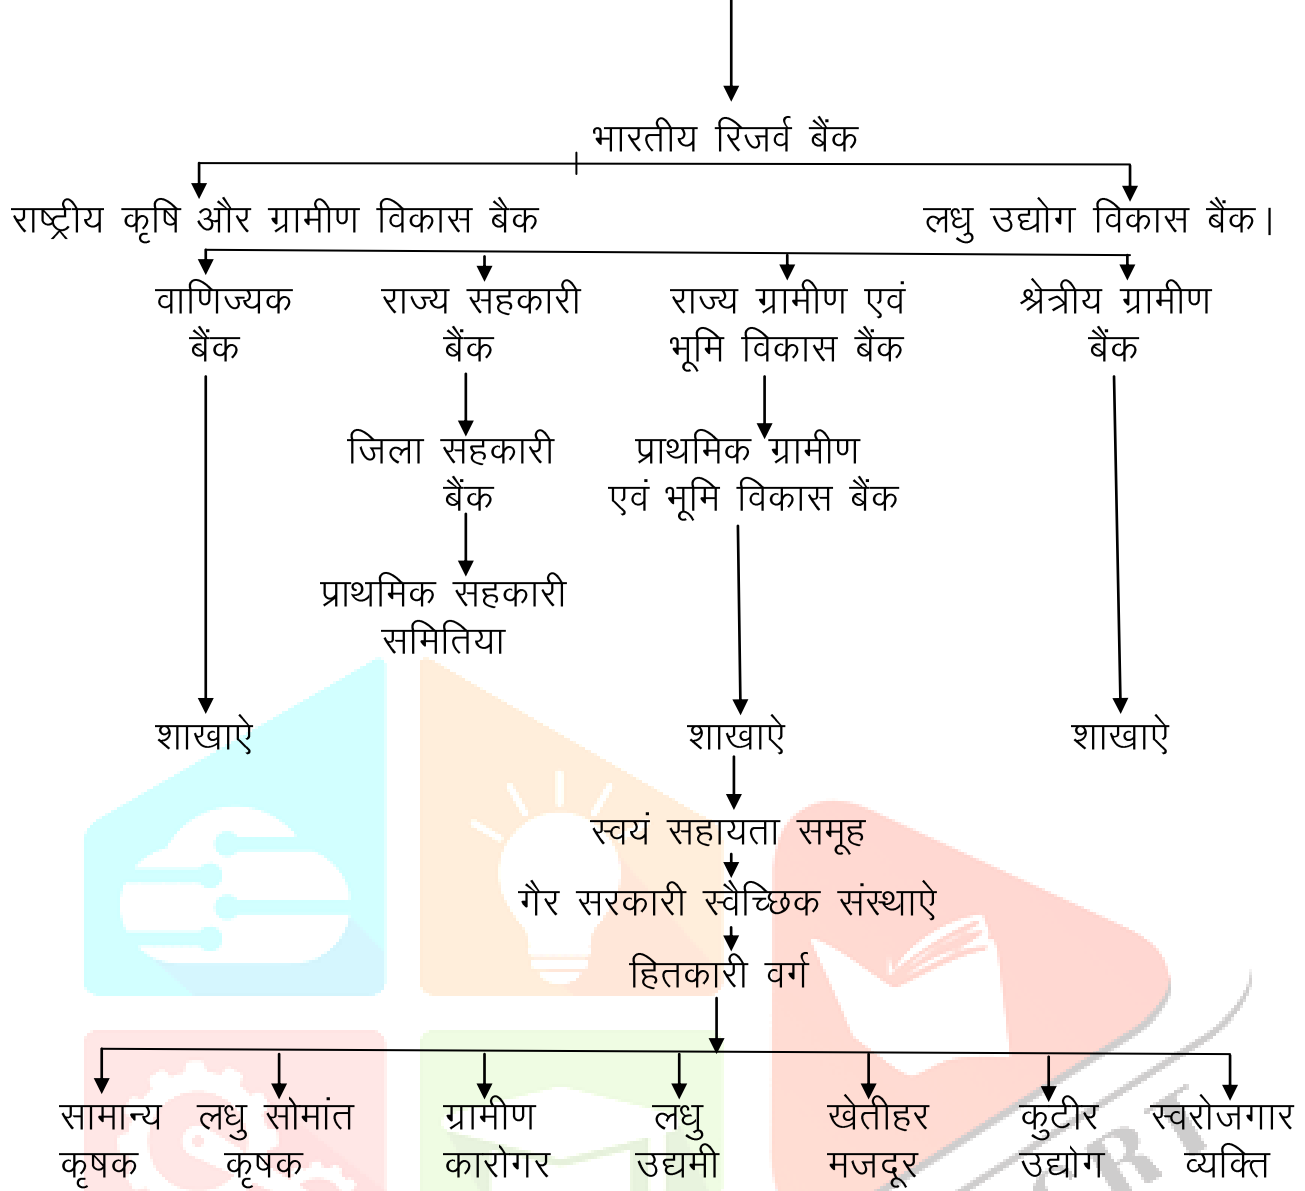 भारतीय रिजर्व बैंक
राष्ट्रीय कृषि और ग्रामीण विकास बैक
लधु उद्योग विकास बैंक।
वाणिज्यक
बैंक
राज्य सहकारी
बैंक
राज्य ग्रामीण एवं
भूमि विकास बैंक
श्रेत्रीय ग्रामीण
बैंक
जिला सहकारी
बैंक
प्राथमिक ग्रामीण
एवं भूमि विकास बैंक
प्राथमिक सहकारी
समितिया
शाखाऐ
शाखाऐ
शाखाऐ
स्वयं सहायता समूह
गैर सरकारी स्वैच्छिक संस्थाऐ
हितकारी वर्ग
सामान्य
कृषक
लधु सोमांत
कृषक
ग्रामीण
कारोगर
लधु
उद्यमी
खेतीहर
मजदूर
कुटीर
उद्योग
स्वरोजगार
व्यक्ति
CRT